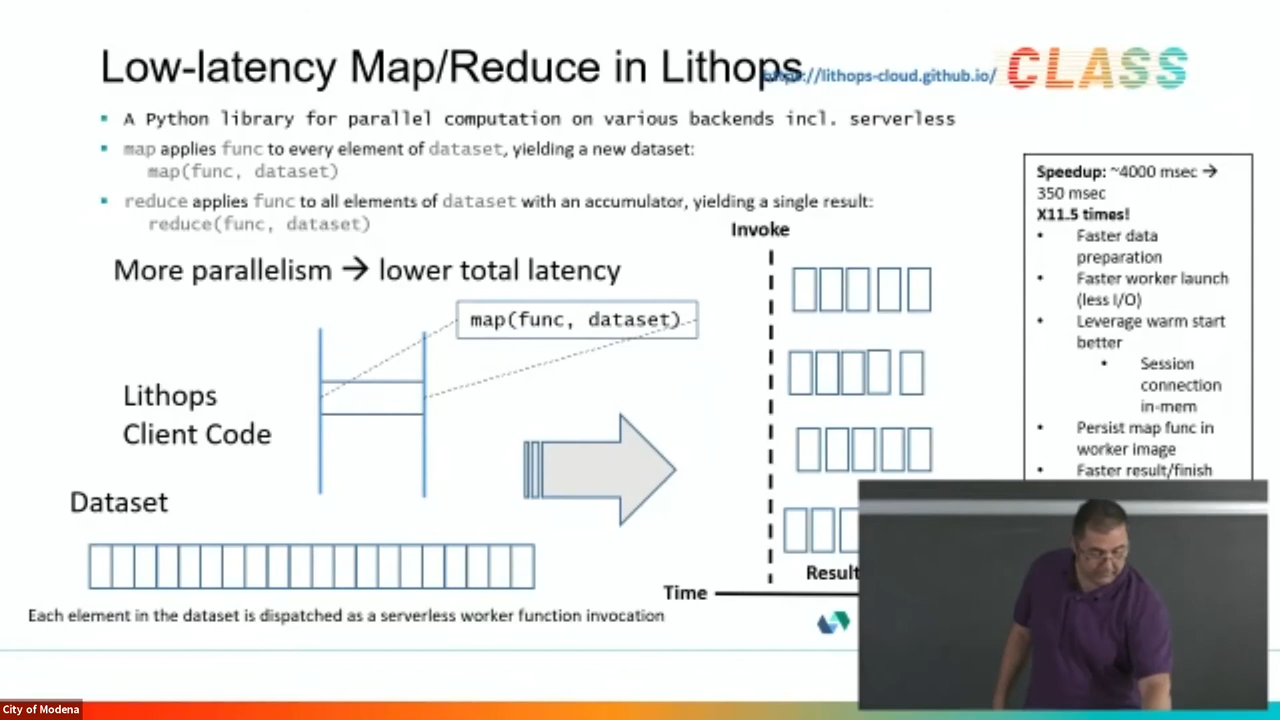 Low-latency Map/Reduce in Lithops
https://lithops-cloud.github.io/
CLASS
▪ A Python library for parallel computation on various backends incl. serverless
▪ map applies func to every element of dataset, yielding a new dataset:
map(func, dataset)
▪ reduce applies func to all elements of dataset with an accumulator, yielding a single result:
reduce(func, dataset)
More parallelism → lower total latency
map(func, dataset)
Lithops
Client Code
Dataset
Each element in the dataset is dispatched as a serverless worker function invocation
Invoke
Result
Time
Speedup: ~4000 msec →
350 msec
X11.5 times!
• Faster data
preparation
• Faster worker launch
(less I/O)
• Leverage warm start
better
• Session
connection
in-mem
• Persist map func in
worker image
• Faster result/finish
City of Modena